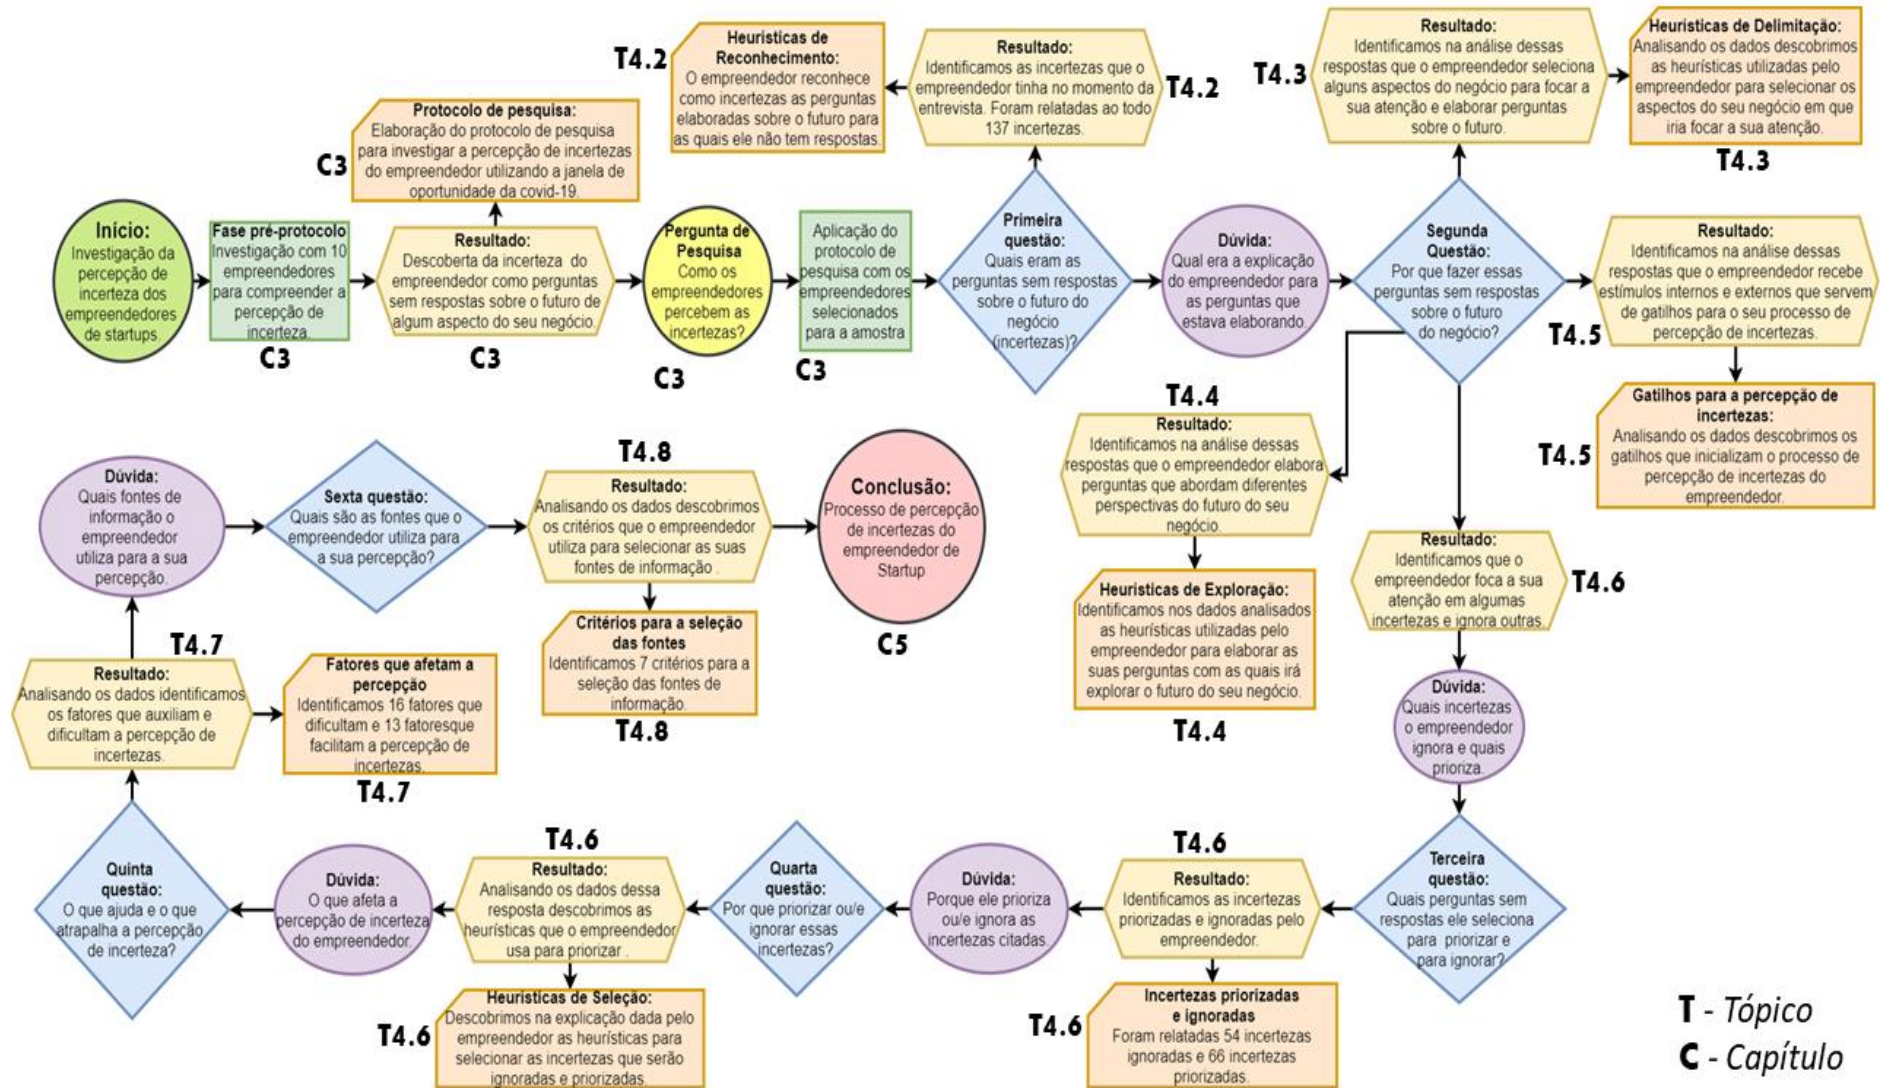 T4.2
Heurísticas de
Reconhecimento:
O empreendedor reconhece
como incertezas as perguntas
elaboradas sobre o futuro para
as quais ele não tem respostas.
Resultado:
Identificamos as incertezas que o
empreendedor tinha no momento da
entrevista. Foram relatadas ao todo
137 incertezas.
T4.2
T4.3
Resultado:
Identificamos na análise dessas
respostas que o empreendedor seleciona
alguns aspectos do negócio para focar a
sua atenção e elaborar perguntas
sobre o futuro.
Heurísticas de Delimitação:
Analisando os dados descobrimos
as heurísticas utilizadas pelo
empreendedor para selecionar os
aspectos do seu negócio em que
iria focar a sua atenção.
T4.3
C3
Protocolo de pesquisa:
Elaboração do protocolo de pesquisa
para investigar a percepção de incertezas
do empreendedor utilizando a janela de
oportunidade da covid-19.
Início:
Investigação da
percepção de
incerteza dos
empreendedores
de startups.
Fase pré-protocolo
Investigação com 10
empreendedores
para compreender a
percepção de
incerteza.
C3
Resultado:
Descoberta da incerteza do
empreendedor como perguntas
sem respostas sobre o futuro de
algum aspecto do seu negócio.
C3
Pergunta de
Pesquisa
Como os
empreendedores
percebem as
incertezas?
C3
Aplicação do
protocolo de
pesquisa com os
empreendedores
selecionados
para a amostra
C3
Primeira
questão:
Quais eram as
perguntas sem respostas
sobre o futuro do
negócio
(incertezas)?
Dúvida:
Qual era a explicação
do empreendedor para
as perguntas que
estava elaborando.
Segunda
Questão:
Por que fazer essas
perguntas sem respostas
sobre o futuro
do negócio?
Resultado:
Identificamos na análise dessas
respostas que o empreendedor recebe
estímulos internos e externos que servem
de gatilhos para o seu processo de
percepção de incertezas.
T4.5
Gatilhos para a percepção de
incertezas:
Analisando os dados descobrimos os
gatilhos que inicializam o processo de
percepção de incertezas do
empreendedor.
T4.5
T4.4
Resultado:
Identificamos na análise dessas
respostas que o empreendedor elabora
perguntas que abordam diferentes
perspectivas do futuro do seu
negócio.
Heurísticas de Exploração:
Identificamos nos dados analisados
as heurísticas utilizadas pelo
empreendedor para elaborar as
suas perguntas com as quais irá
explorar o futuro do seu negócio.
T4.4
Resultado:
Identificamos que o
empreendedor foca a sua
atenção em algumas
incertezas e ignora outras.
T4.6
Dúvida:
Quais incertezas
o empreendedor
ignora e quais
prioriza.
Terceira
questão:
Quais perguntas sem
respostas ele seleciona
para priorizar e
para ignorar?
T4.6
Resultado:
Identificamos as incertezas
priorizadas e ignoradas pelo
empreendedor.
Incertezas priorizadas
e ignoradas
Foram relatadas 54 incertezas
ignoradas e 66 incertezas
priorizadas.
T4.6
Dúvida:
Porque ele prioriza
ou/e ignora as
incertezas citadas.
Quarta
questão:
Por que priorizar ou/e
ignorar essas
incertezas?
T4.6
Resultado:
Analisando os dados dessa
resposta descobrimos as
heurísticas que o empreendedor
usa para priorizar .
T4.6
Heurísticas de Seleção:
Descobrimos na explicação dada pelo
empreendedor as heurísticas para
selecionar as incertezas que serão
ignoradas e priorizadas.
Dúvida:
O que afeta a
percepção de incerteza
do empreendedor.
Quinta
questão:
O que ajuda e o que
atrapalha a percepção
de incerteza?
T4.7
Resultado:
Analisando os dados identificamos
os fatores que auxiliam e
dificultam a percepção de
incertezas.
Fatores que afetam a
percepção
Identificamos 16 fatores que
dificultam e 13 fatoresque
facilitam a percepção de
incertezas.
T4.7
Dúvida:
Quais fontes de
informação o
empreendedor
utiliza para a sua
percepção.
Sexta questão:
Quais são as fontes que o
empreendedor utiliza para
a sua percepção?
T4.8
Resultado:
Analisando os dados descobrimos
os critérios que o empreendedor
utiliza para selecionar as suas
fontes de informação .
Critérios para a seleção
das fontes
Identificamos 7 critérios para a
seleção das fontes de
informação.
T4.8
Conclusão:
Processo de percepção
de incertezas do
empreendedor de
Startup
C5
T - Tópico
C - Capítulo